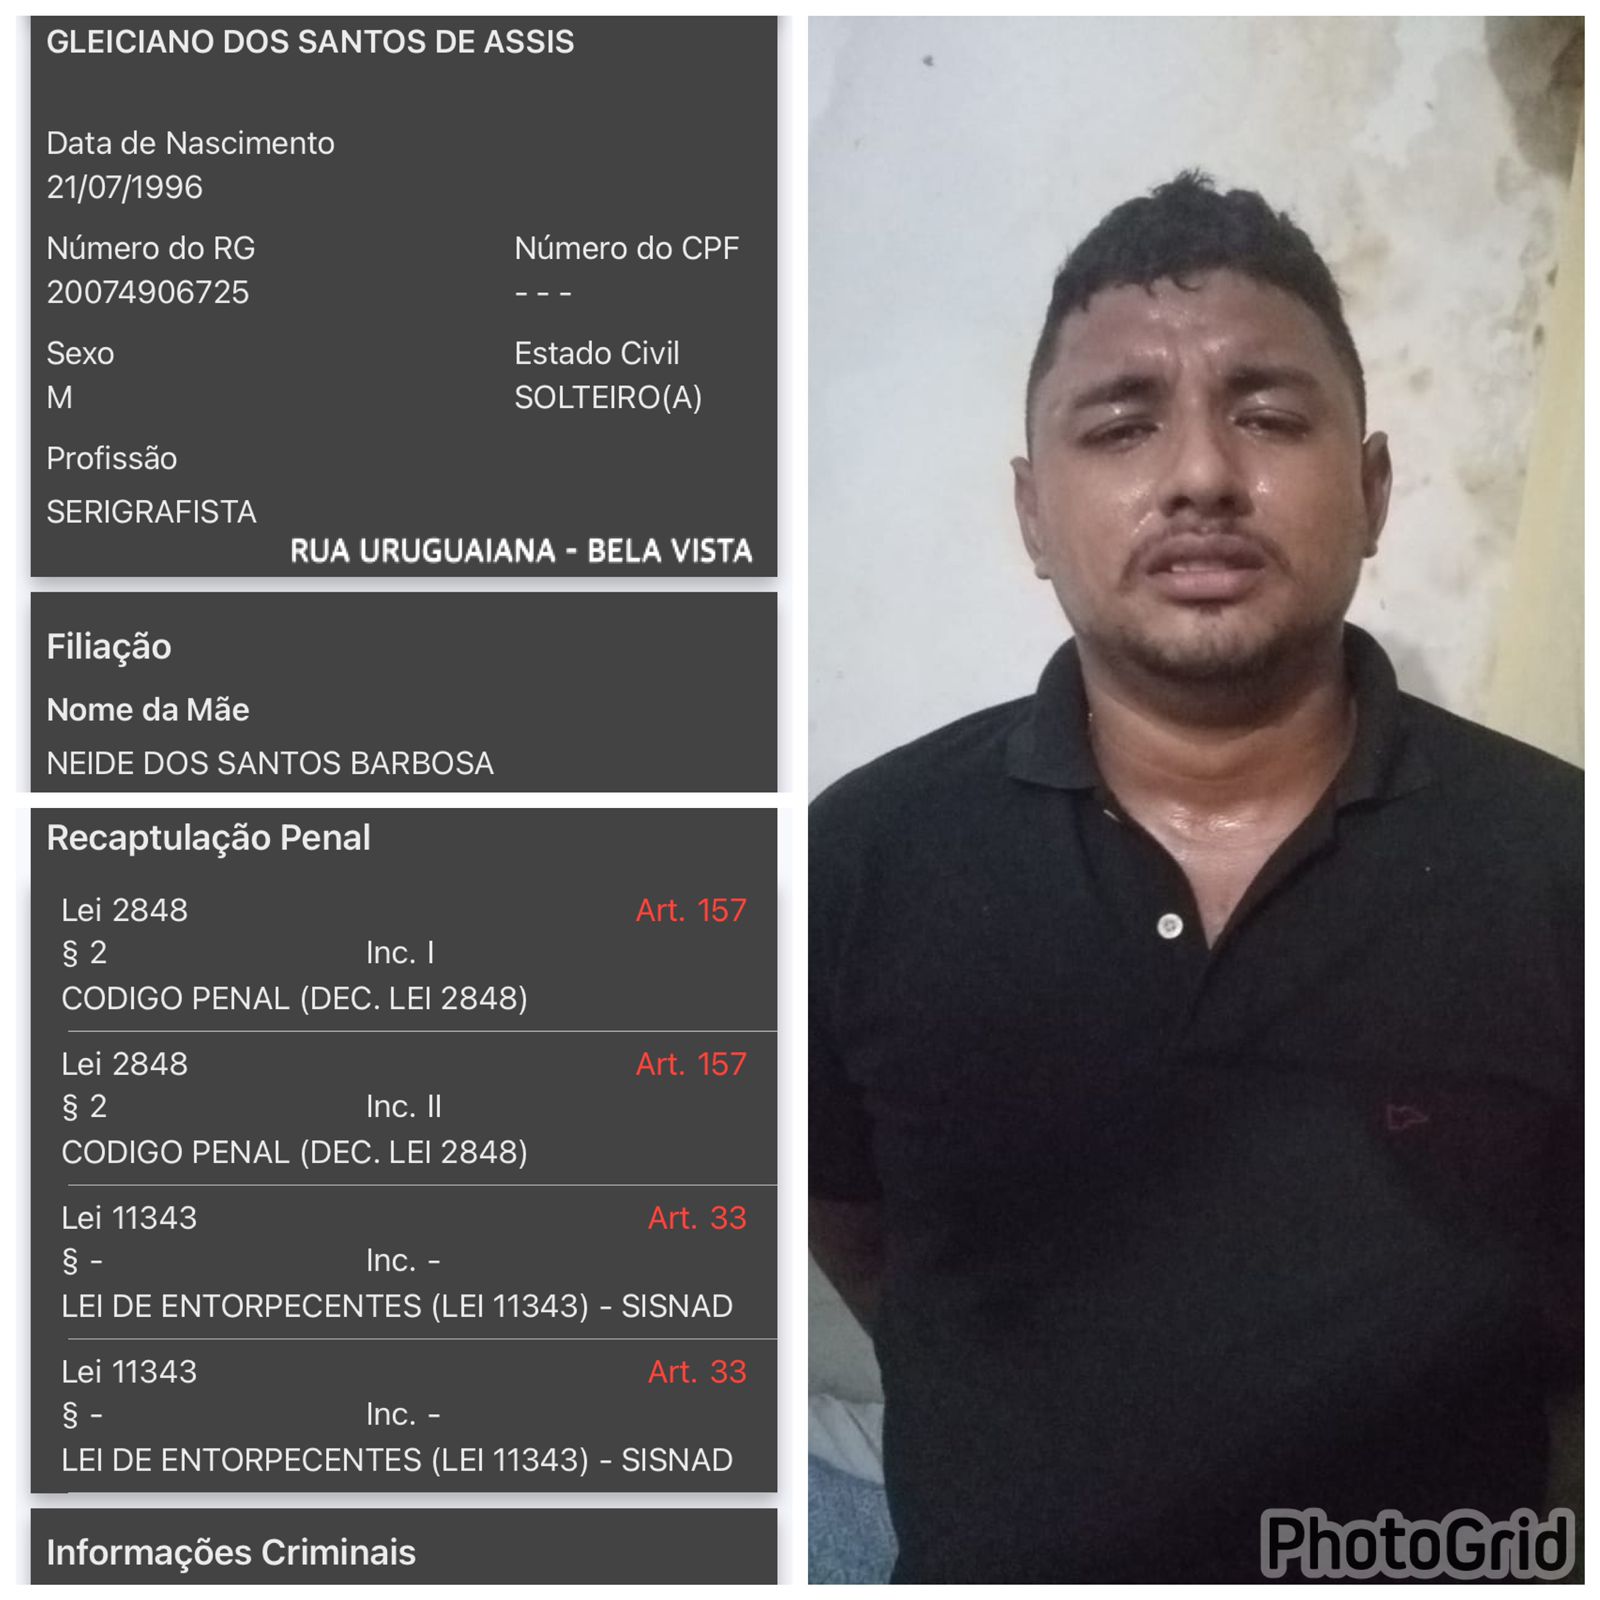 GLEICIANO DOS SANTOS DE ASSIS
Data de Nascimento
21/07/1996
Número do RG
Número do CPF
20074906725
- - -
Sexo
Estado Civil
M
SOLTEIRO(A)
Profissão
SERIGRAFISTA
RUA URUGUAIANA - BELA VISTA
Filiação
Nome da Mãe
NEIDE DOS SANTOS BARBOSA
Recaptulação Penal
Lei 2848 Art. 157
§ 2 Inc. I
CODIGO PENAL (DEC. LEI 2848)
Lei 2848 Art. 157
§ 2 Inc. II
CODIGO PENAL (DEC. LEI 2848)
Lei 11343 Art. 33
§ - Inc. -
LEI DE ENTORPECENTES (LEI 11343) - SISNAD
Lei 11343 Art. 33
§ - Inc. -
LEI DE ENTORPECENTES (LEI 11343) - SISNAD
Informações Criminais
PhotoGrid